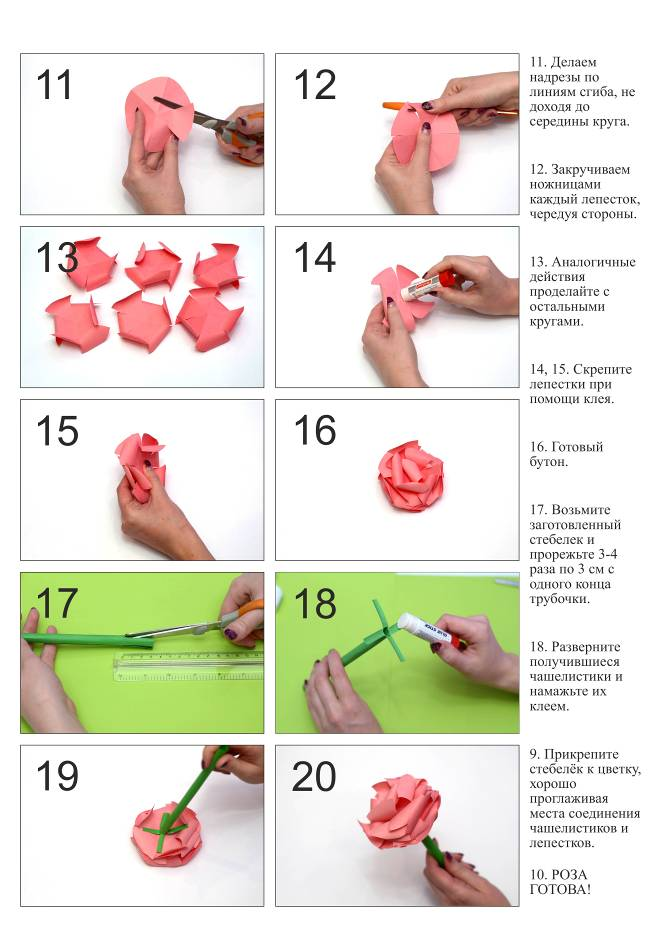 11
12
11. Делаем
надрезы по
линиям сгиба, не
доходя до
середины круга.
12. Закручиваем
ножницами
каждый лепесток,
чередуя стороны.
13
14
13. Аналогичные
действия
проделайте с
остальными
кругами.
14, 15. Скрепите
лепестки при
помощи клея.
15
16
16. Готовый
бутон.
17. Возьмите
заготовленный
стебелек и
прорежьте 3-4
раза по 3 см с
одного конца
трубочки.
17
18
18. Разверните
получившиеся
чашелистики и
намажьте их
клеем.
19
20
9. Прикрепите
стебелёк к цветку,
хорошо
проглаживая
места соединения
чашелистиков и
лепестков.
10. РОЗА
ГОТОВА!